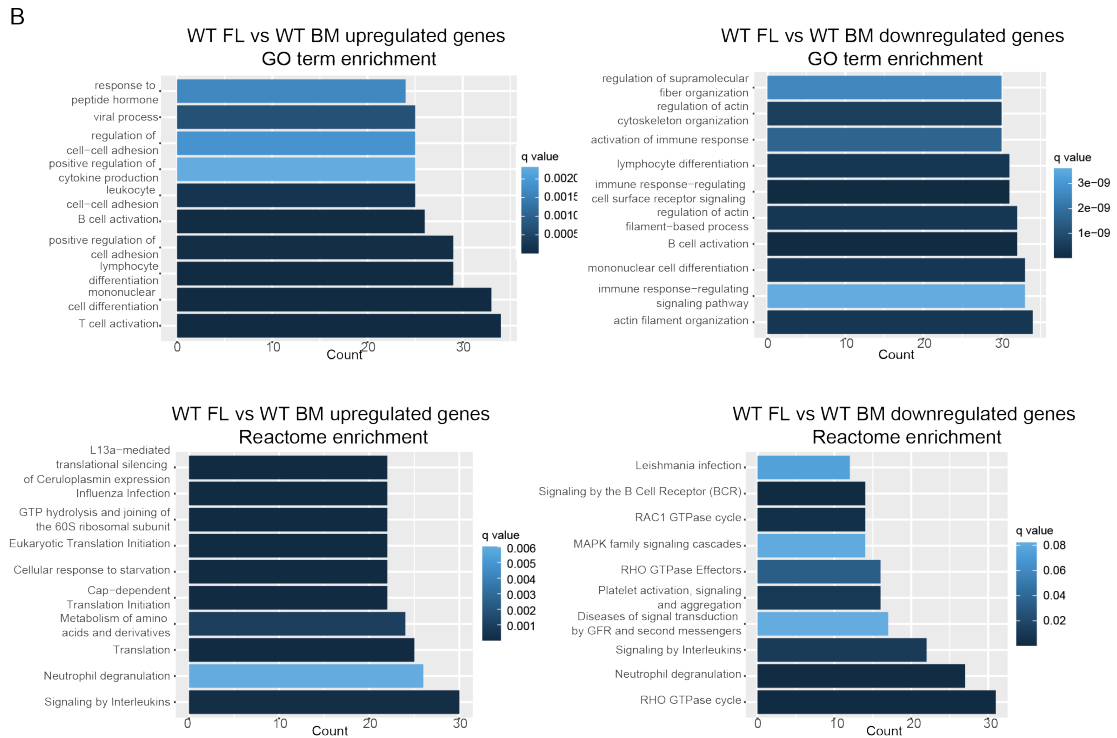 B
WT FL vs WT BM upregulated genes
GO term enrichment
response to
peptide hormone
viral process
regulation of
cell−cell adhesion
positive regulation of
cytokine production
leukocyte
cell−cell adhesion
B cell activation
positive regulation of
cell adhesion
lymphocyte
differentiation
mononuclear
cell differentiation
T cell activation
0 10 20 30
Count
q value
0.0020
0.0015
0.0010
0.0005
WT FL vs WT BM downregulated genes
GO term enrichment
regulation of supramolecular
fiber organization
regulation of actin
cytoskeleton organization
activation of immune response
lymphocyte differentiation
immune response−regulating
cell surface receptor signaling
regulation of actin
filament−based process
B cell activation
mononuclear cell differentiation
immune response−regulating
signaling pathway
actin filament organization
0 10 20 30
Count
q value
3e−09
2e−09
1e−09
WT FL vs WT BM upregulated genes
Reactome enrichment
L13a−mediated
translational silencing
of Ceruloplasmin expression
Influenza Infection
GTP hydrolysis and joining of
the 60S ribosomal subunit
Eukaryotic Translation Initiation
Cellular response to starvation
Cap−dependent
Translation Initiation
Metabolism of amino
acids and derivatives
Translation
Neutrophil degranulation
Signaling by Interleukins
0 10 20 30
Count
q value
0.006
0.005
0.004
0.003
0.002
0.001
WT FL vs WT BM downregulated genes
Reactome enrichment
Leishmania infection
Signaling by the B Cell Receptor (BCR)
RAC1 GTPase cycle
MAPK family signaling cascades
RHO GTPase Effectors
Platelet activation, signaling
and aggregation
Diseases of signal transduction
by GFR and second messengers
Signaling by Interleukins
Neutrophil degranulation
RHO GTPase cycle
0 10 20 30
Count
q value
0.08
0.06
0.04
0.02